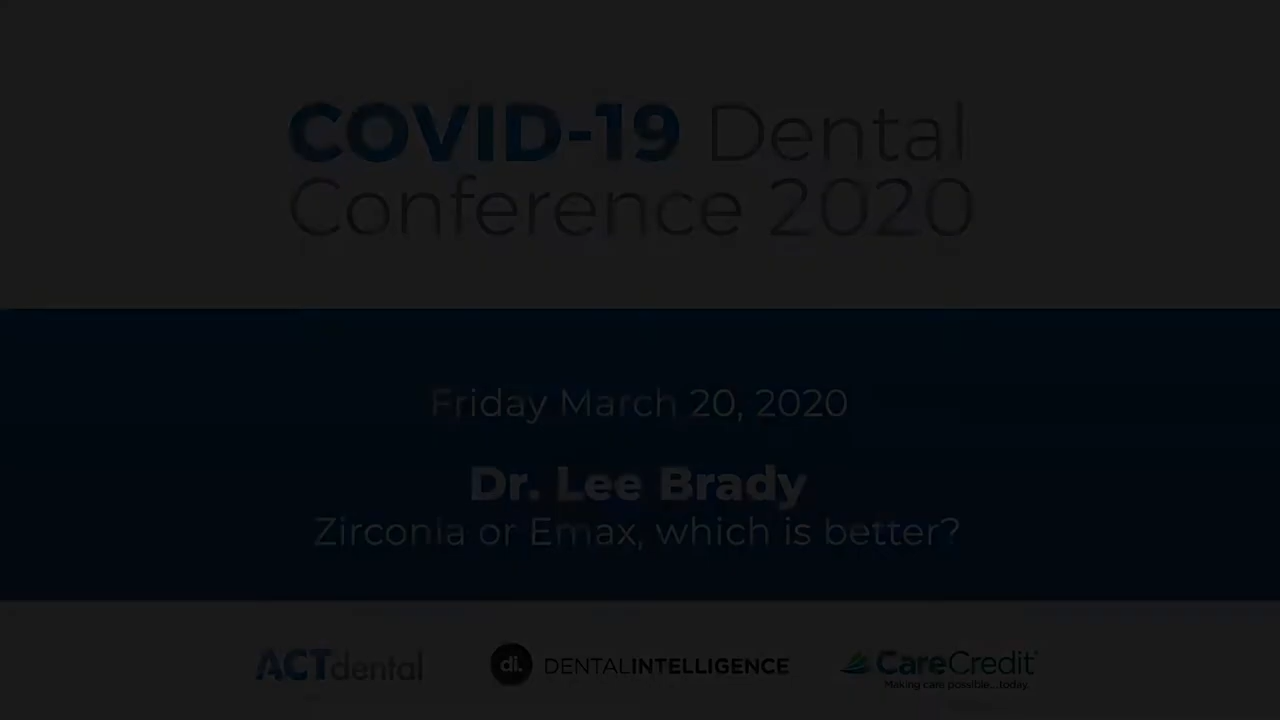 COVID-19 Dental
Conference 2020
Friday March 20, 2020
Dr. Lee Brady
Zirconia or Emax, which is better?
ACTdental
di.
DENTALINTELLIGENCE
CareCredit®
Making care possible...today.